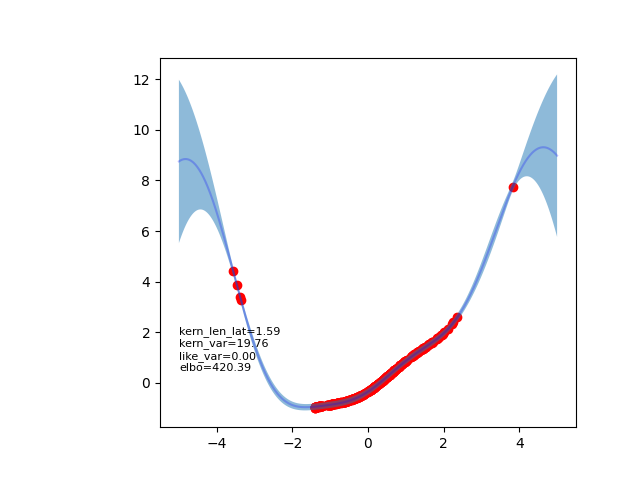 12
10
8
6
4
2
0
kern_len_lat=1.59
kern_var=19.76
like_var=0.00
elbo=420.39
−4 −2 0 2 4